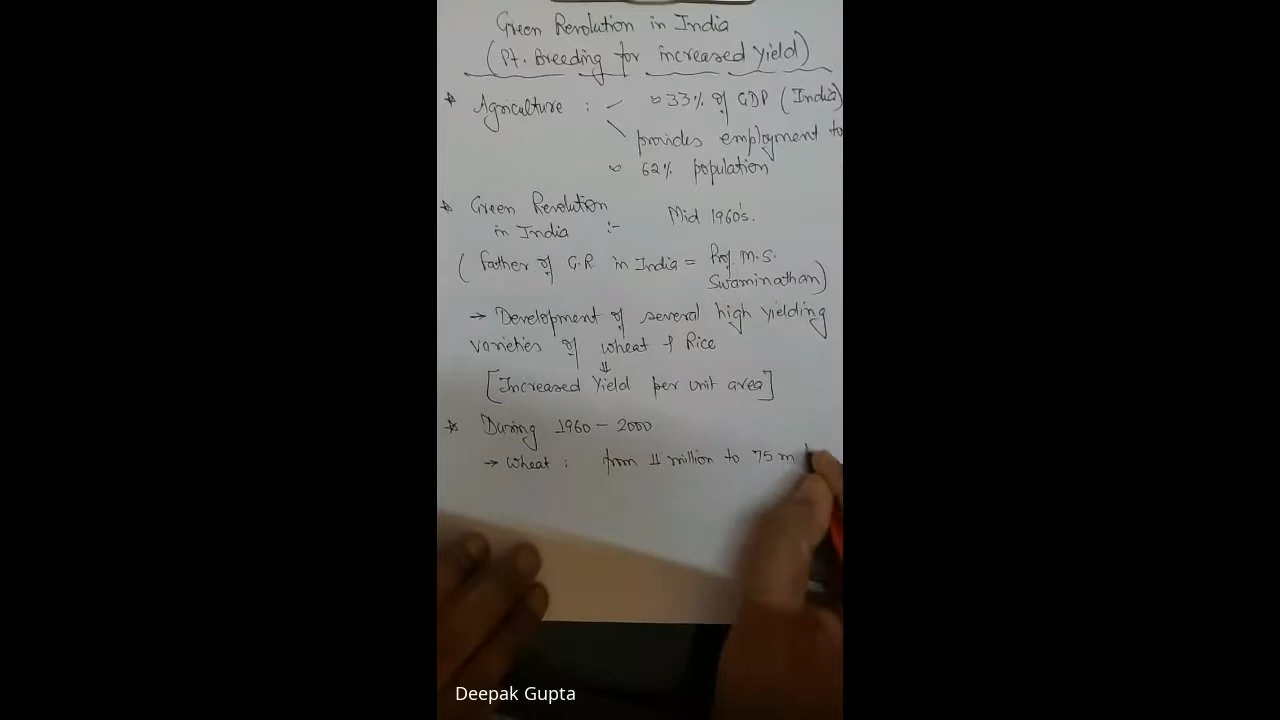 Green Revolution in India
(Pt. Breeding for increased Yield)
* Agriculture : 33% of GDP (India)
provides employment to
62% population
* Green Revolution
in India :- Mid 1960's.
(Father of G.R. in India = Prof. M.S.
Swaminathan)
→ Development of several high yielding
varieties of wheat & Rice
⇓
[Increased Yield per unit area]
* During 1960 - 2000
→ Wheat : from 11 million to 75 m
Deepak Gupta